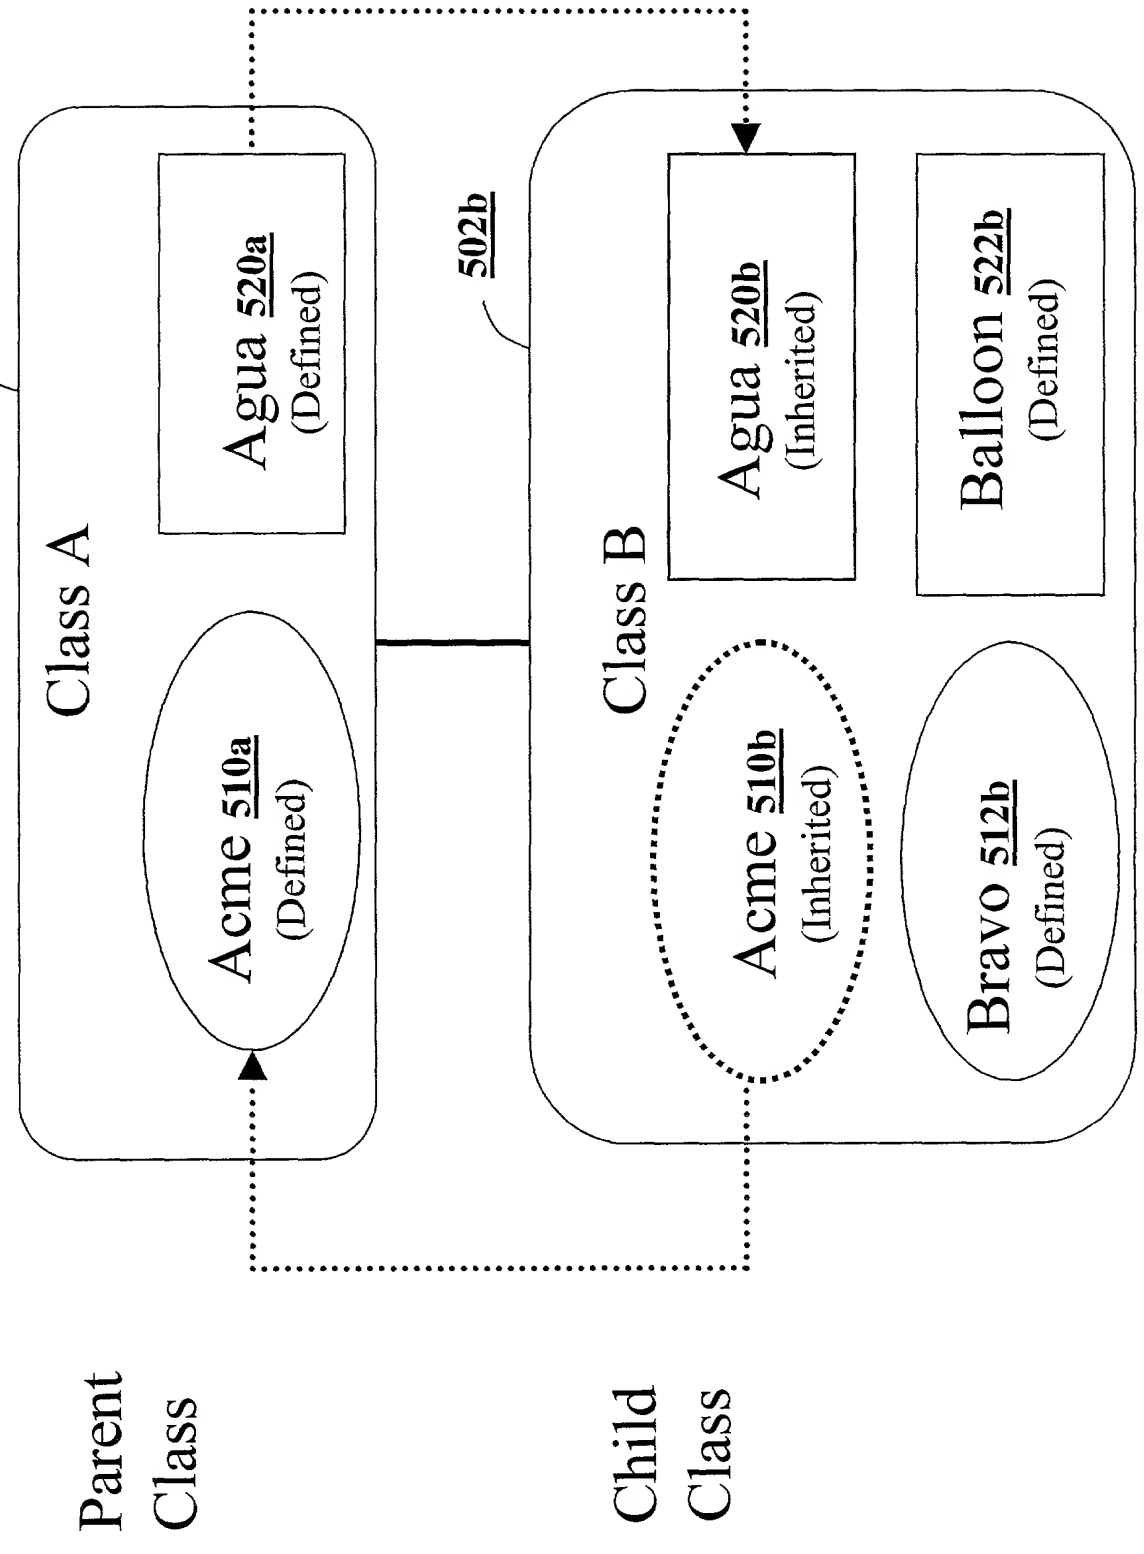 Parent
Class
Class A
Acme 510a
(Defined)
Agua 520a
(Defined)
502b
Child
Class
Class B
Acme 510b
(Inherited)
Agua 520b
(Inherited)
Bravo 512b
(Defined)
Balloon 522b
(Defined)